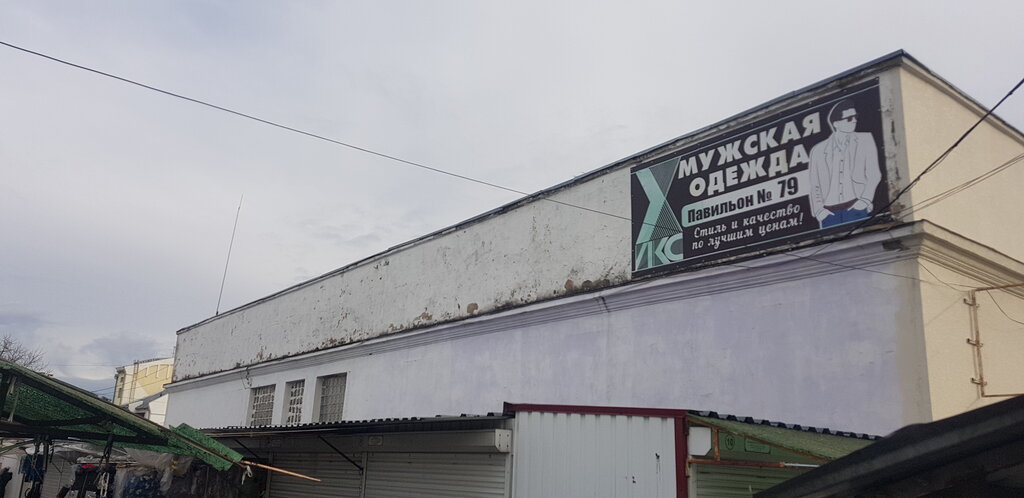 МУЖСКАЯ
ОДЕЖДА
Павильон № 79
Стиль и качество
по лучшим ценам!
ИКС